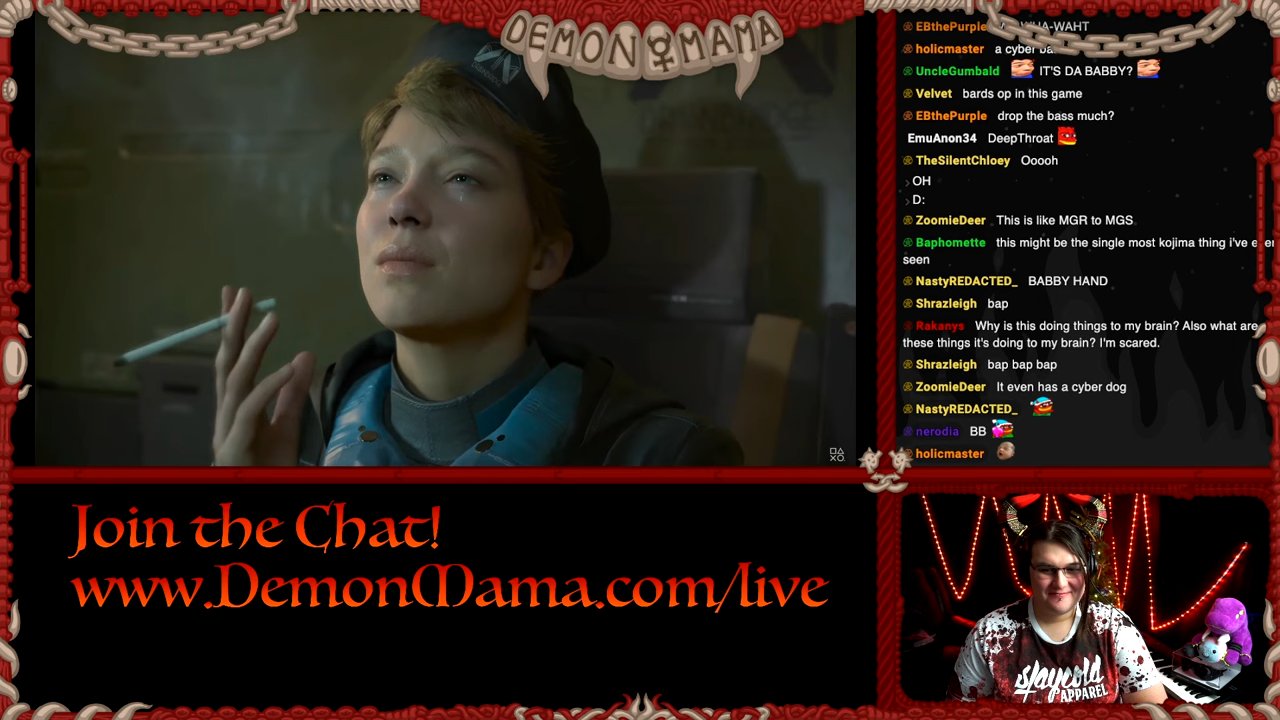 DEMON MAMA
EBthePurple
holicmaster a cyber ba
UncleGumbald IT'S DA BABBY?
Velvet bards op in this game
EBthePurple drop the bass much?
EmuAnon34 DeepThroat
TheSilentChloey Ooooh
OH
D:
ZoomieDeer This is like MGR to MGS
Baphomette this might be the single most kojima thing i've
seen
NastyREDACTED_ BABBY HAND
Shrazleigh bap
Rakanys Why is this doing things to my brain? Also what are
these things it's doing to my brain? I'm scared.
Shrazleigh bap bap bap
ZoomieDeer It even has a cyber dog
NastyREDACTED_
nerodia BB
holicmaster
Join the Chat!
www.DemonMama.com/live
staycold
APPAREL